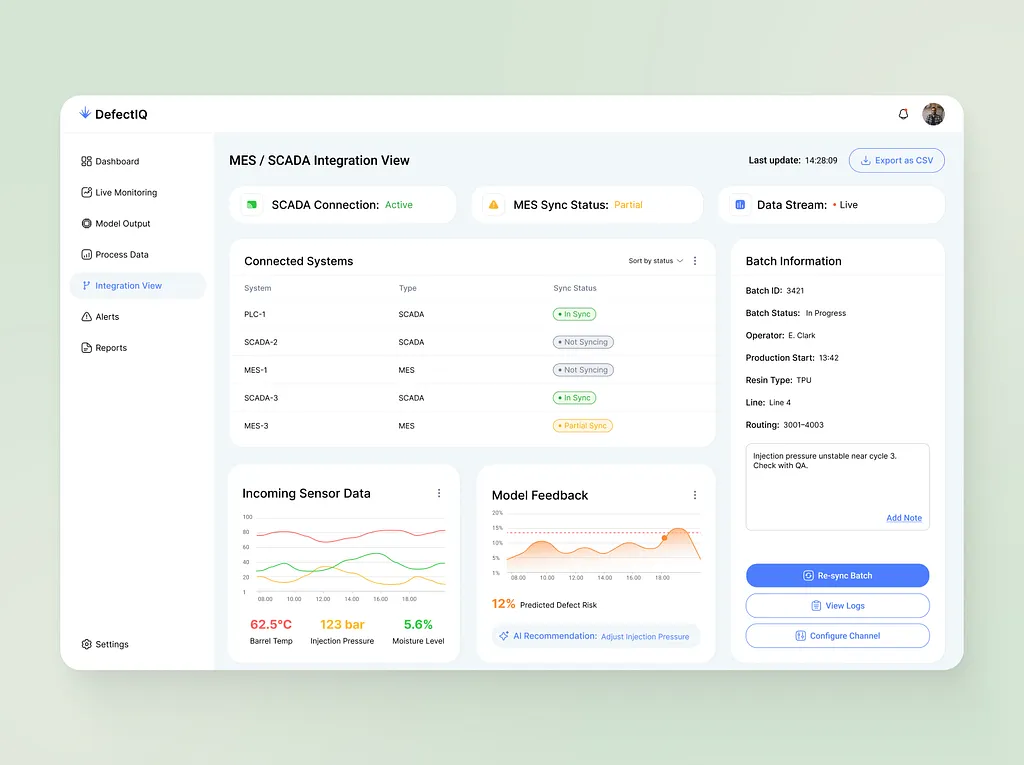 DefectIQ
Dashboard
Live Monitoring
Model Output
Process Data
Integration View
Alerts
Reports
Settings
MES / SCADA Integration View
Last update: 14:28:09
Export as CSV
SCADA Connection: Active
MES Sync Status: Partial
Data Stream: • Live
Connected Systems
Sort by status
System Type Sync Status
PLC-1 SCADA • In Sync
SCADA-2 SCADA • Not Syncing
MES-1 MES • Not Syncing
SCADA-3 SCADA • In Sync
MES-3 MES • Partial Sync
Incoming Sensor Data
100
80
60
40
20
1
08.00 10.00 12.00 14.00 16.00 18.00
62.5°C 123 bar 5.6%
Barrel Temp Injection Pressure Moisture Level
Model Feedback
20%
15%
10%
5%
1%
08.00 10.00 12.00 14.00 16.00 18.00
12% Predicted Defect Risk
AI Recommendation: Adjust Injection Pressure
Batch Information
Batch ID: 3421
Batch Status: In Progress
Operator: E. Clark
Production Start: 13:42
Resin Type: TPU
Line: Line 4
Routing: 3001–4003
Injection pressure unstable near cycle 3.
Check with QA.
Add Note
Re-sync Batch
View Logs
Configure Channel